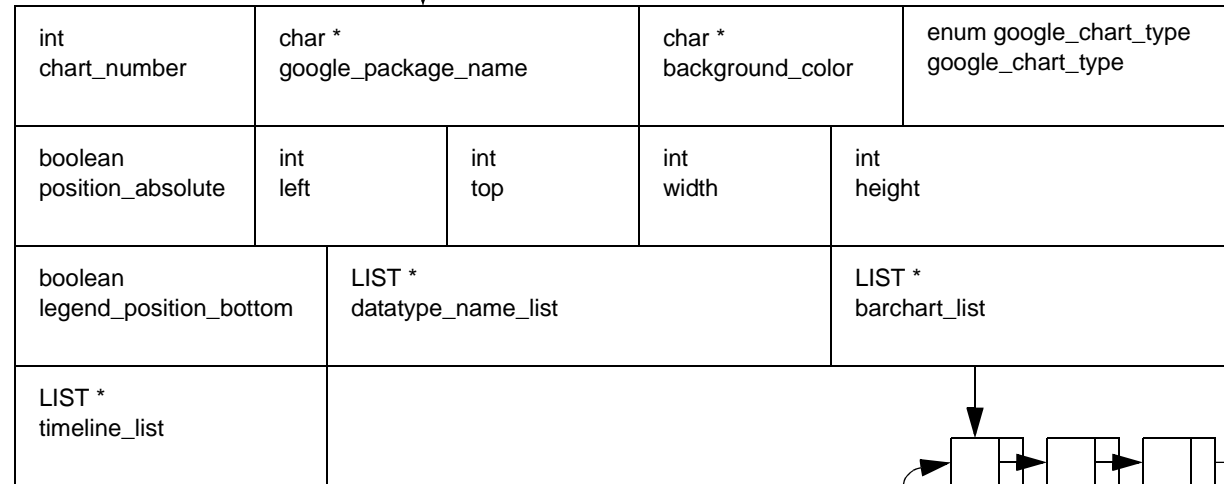 int
chart_number
char *
google_package_name
char *
background_color
enum google_chart_type
google_chart_type
boolean
position_absolute
int
left
int
top
int
width
int
height
boolean
legend_position_bottom
LIST *
datatype_name_list
LIST *
barchart_list
LIST *
timeline_list